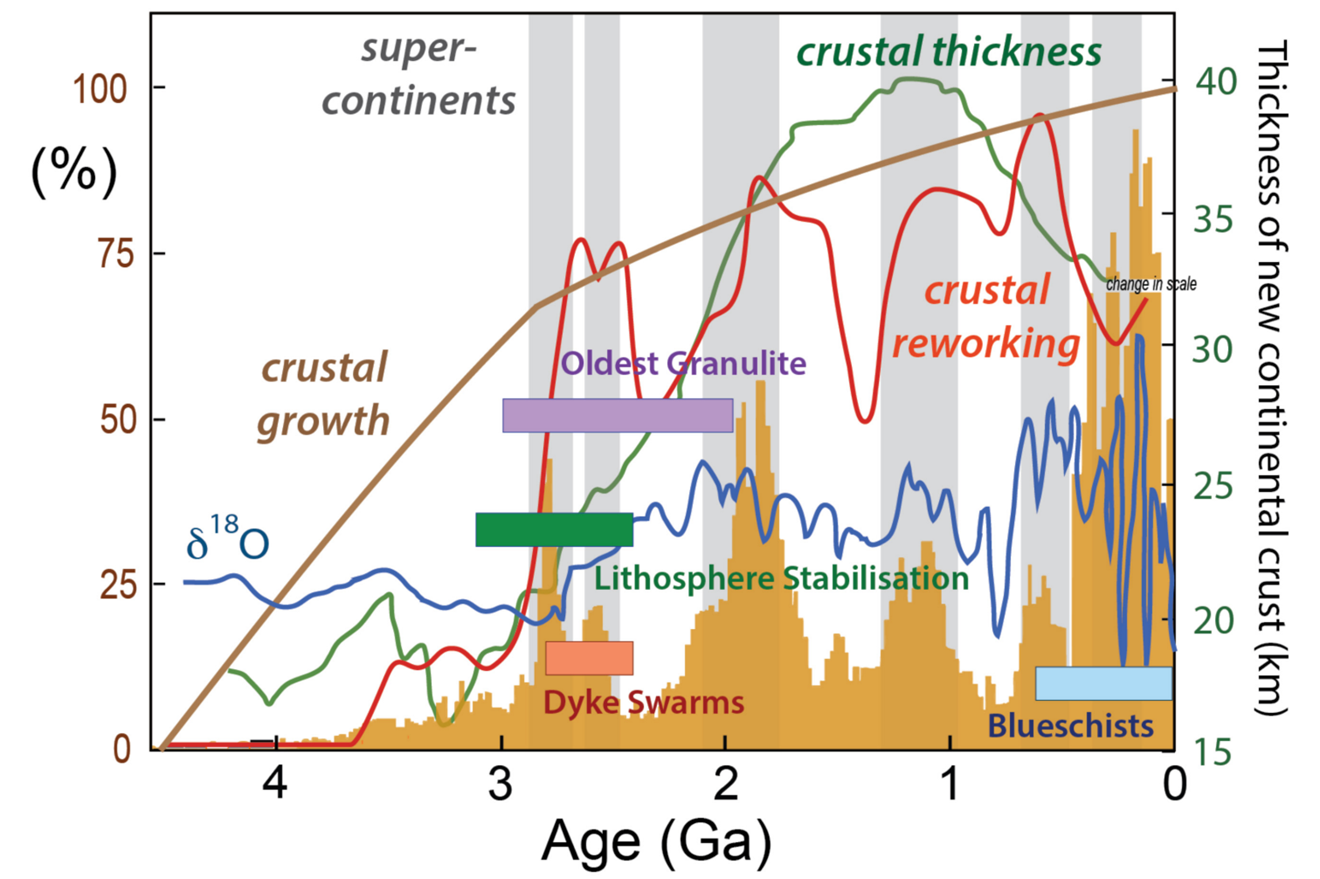 super-
continents
crustal thickness
100
(%)
75
50
25
0
40
35
30
25
20
15
Thickness of new continental crust (km)
crustal
growth
crustal
reworking
change in scale
Oldest Granulite
δ18O
Lithosphere Stabilisation
Dyke Swarms
Blueschists
4
3
2
1
0
Age (Ga)